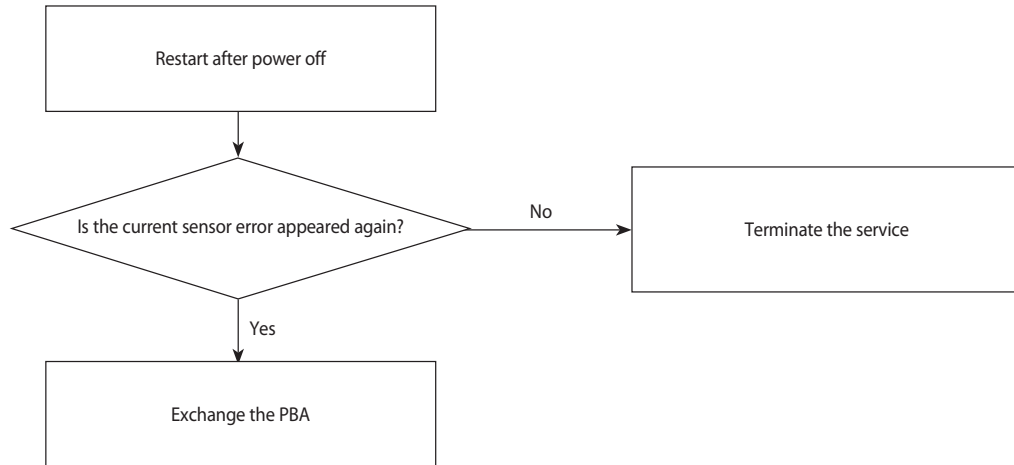 Restart after power off
Is the current sensor error appeared again?
No
Terminate the service
Yes
Exchange the PBA